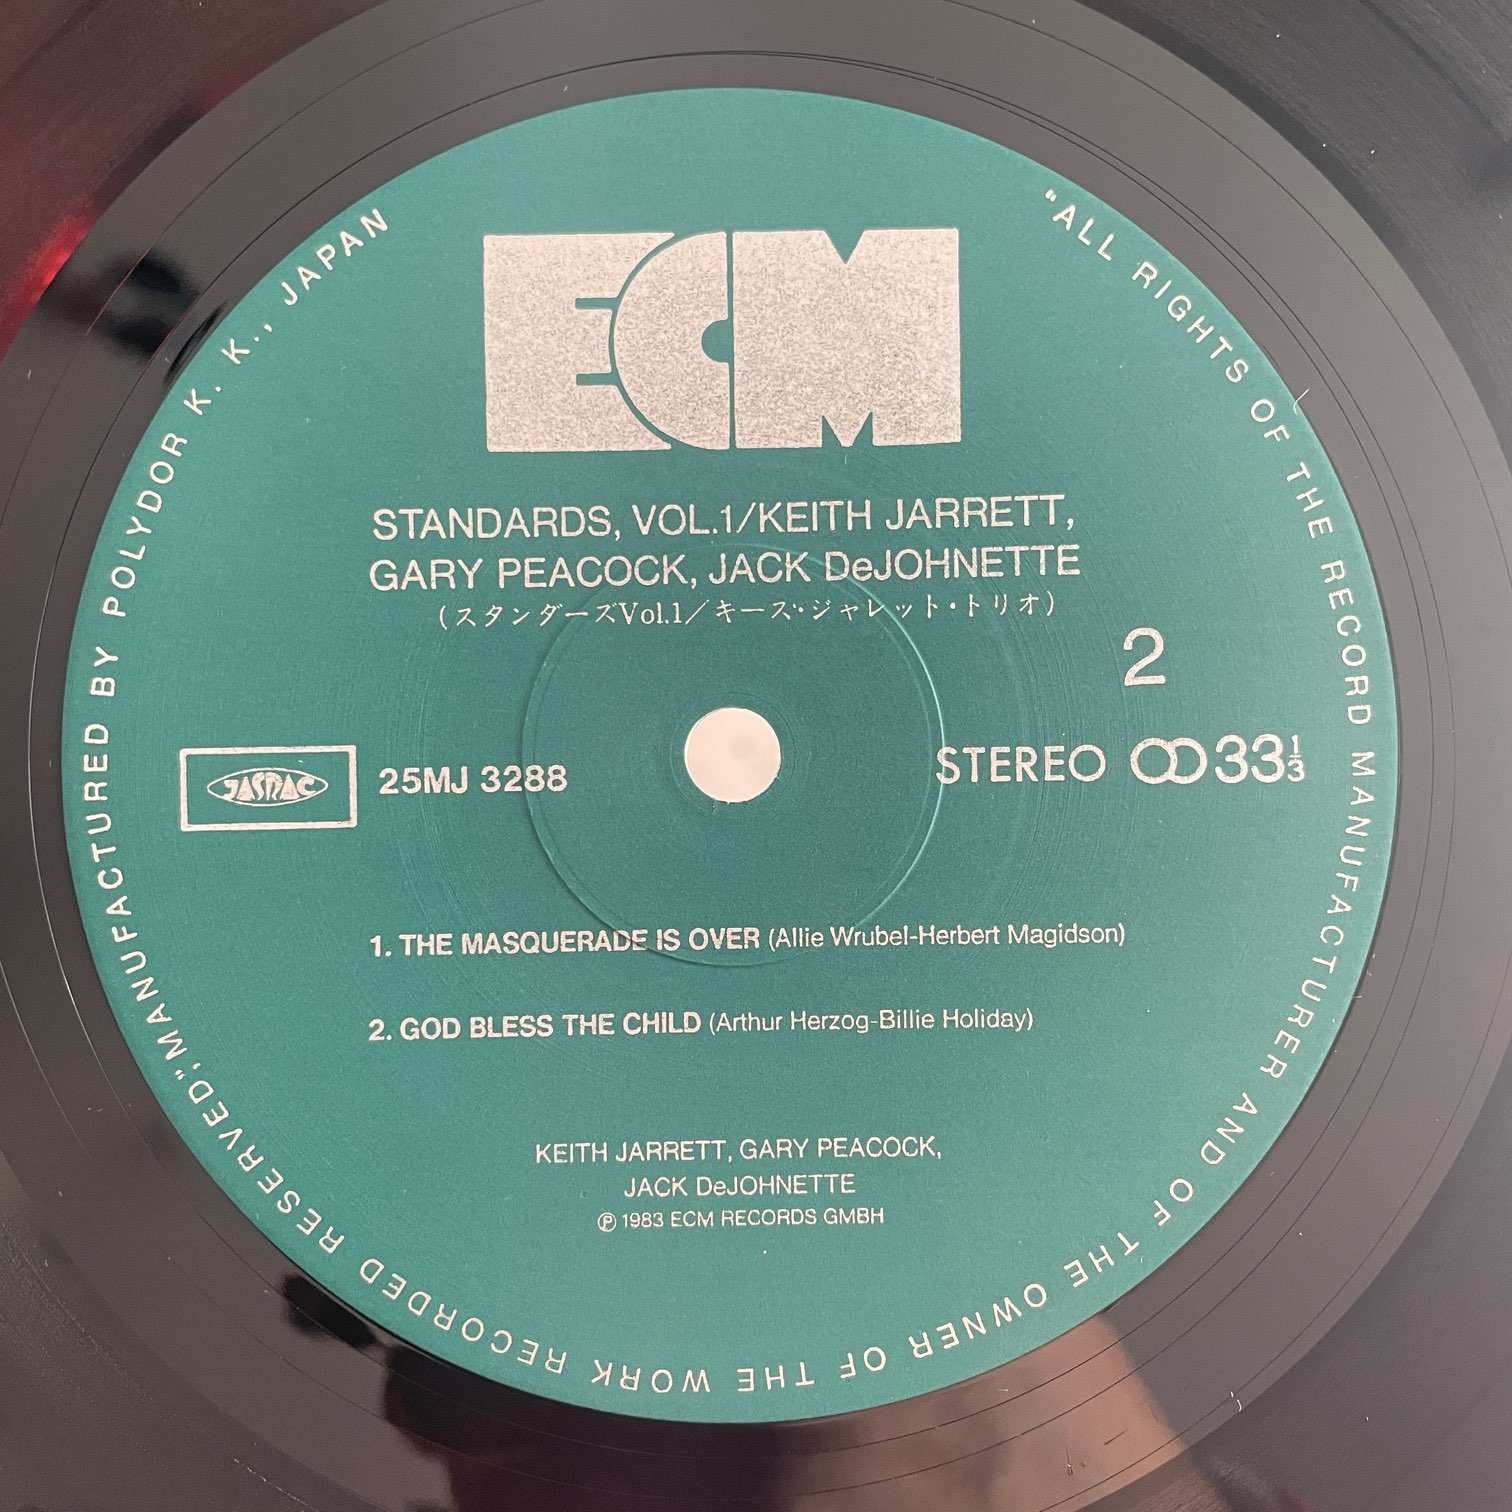 "ALL RIGHTS OF THE RECORD MANUFACTURER AND OF THE OWNER OF THE WORK RECORDED RESERVED," MANUFACTURED BY POLYDOR K. K., JAPAN
ECM
STANDARDS, VOL.1/KEITH JARRETT,
GARY PEACOCK, JACK DeJOHNETTE
(スタンダーズVol.1/キース・ジャレット・トリオ)
2
JASRAC 25MJ 3288 STEREO 33 1/3
1. THE MASQUERADE IS OVER (Allie Wrubel-Herbert Magidson)
2. GOD BLESS THE CHILD (Arthur Herzog-Billie Holiday)
KEITH JARRETT, GARY PEACOCK,
JACK DeJOHNETTE
℗ 1983 ECM RECORDS GMBH